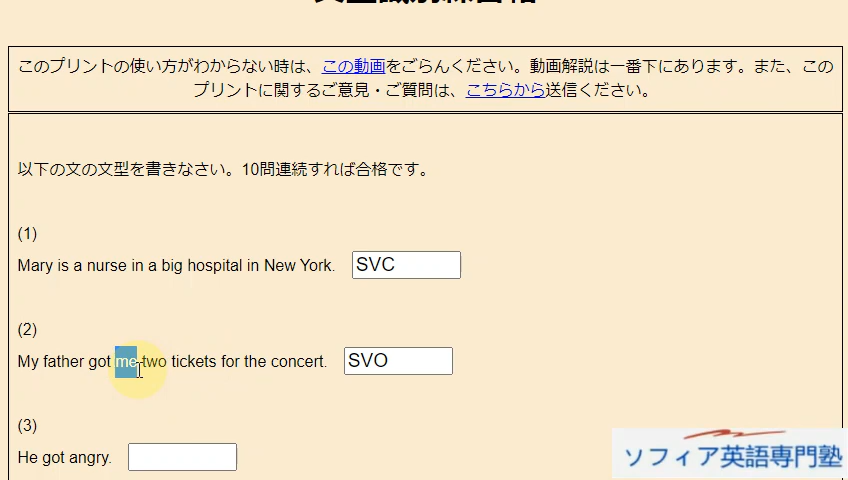 このプリントの使い方がわからない時は、この動画をごらんください。動画解説は一番下にあります。また、この
プリントに関するご意見・ご質問は、こちらから送信ください。
以下の文の文型を書きなさい。10問連続すれば合格です。
(1)
Mary is a nurse in a big hospital in New York. SVC
(2)
My father got me two tickets for the concert. SVO
(3)
He got angry.
ソフィア英語専門塾